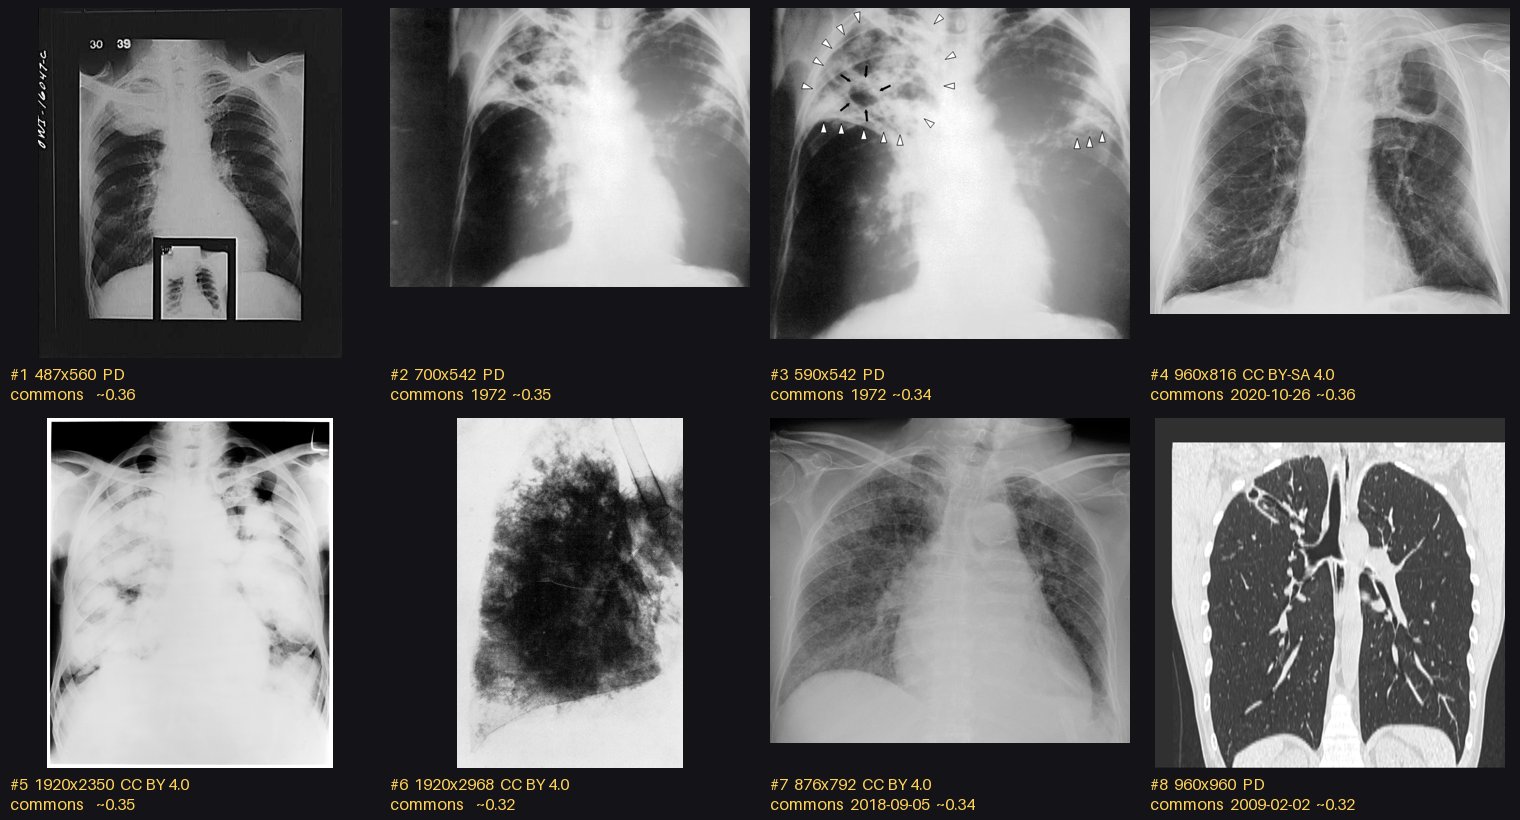 30 39
OWI-16047-C
#1 487x560 PD
commons ~0.36
#2 700x542 PD
commons 1972 ~0.35
#3 590x542 PD
commons 1972 ~0.34
#4 960x816 CC BY-SA 4.0
commons 2020-10-26 ~0.36
#5 1920x2350 CC BY 4.0
commons ~0.35
#6 1920x2968 CC BY 4.0
commons ~0.32
#7 876x792 CC BY 4.0
commons 2018-09-05 ~0.34
#8 960x960 PD
commons 2009-02-02 ~0.32